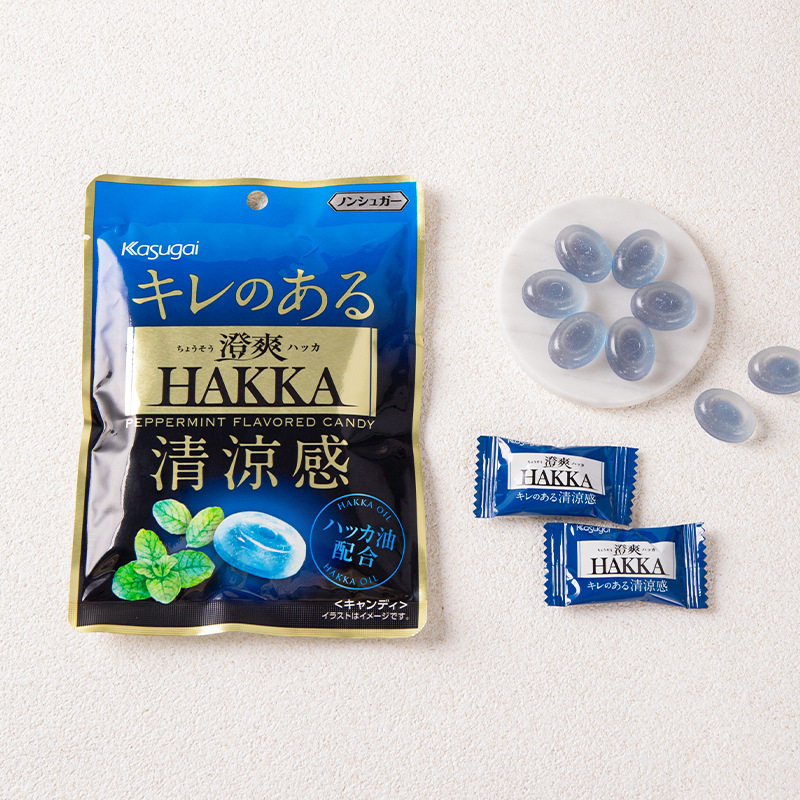 ノンシュガー
Kasugai
キレのある
ちょうそう 澄爽 ハッカ
HAKKA
PEPPERMINT FLAVORED CANDY
清涼感
HAKKA OIL
ハッカ油
配合
HAKKA OIL
<キャンディ>
イラストはイメージです。
Kasugai
ちょうそう 澄爽 ハッカ
HAKKA
キレのある清涼感
Kasugai
ちょうそう 澄爽 ハッカ
HAKKA
キレのある清涼感